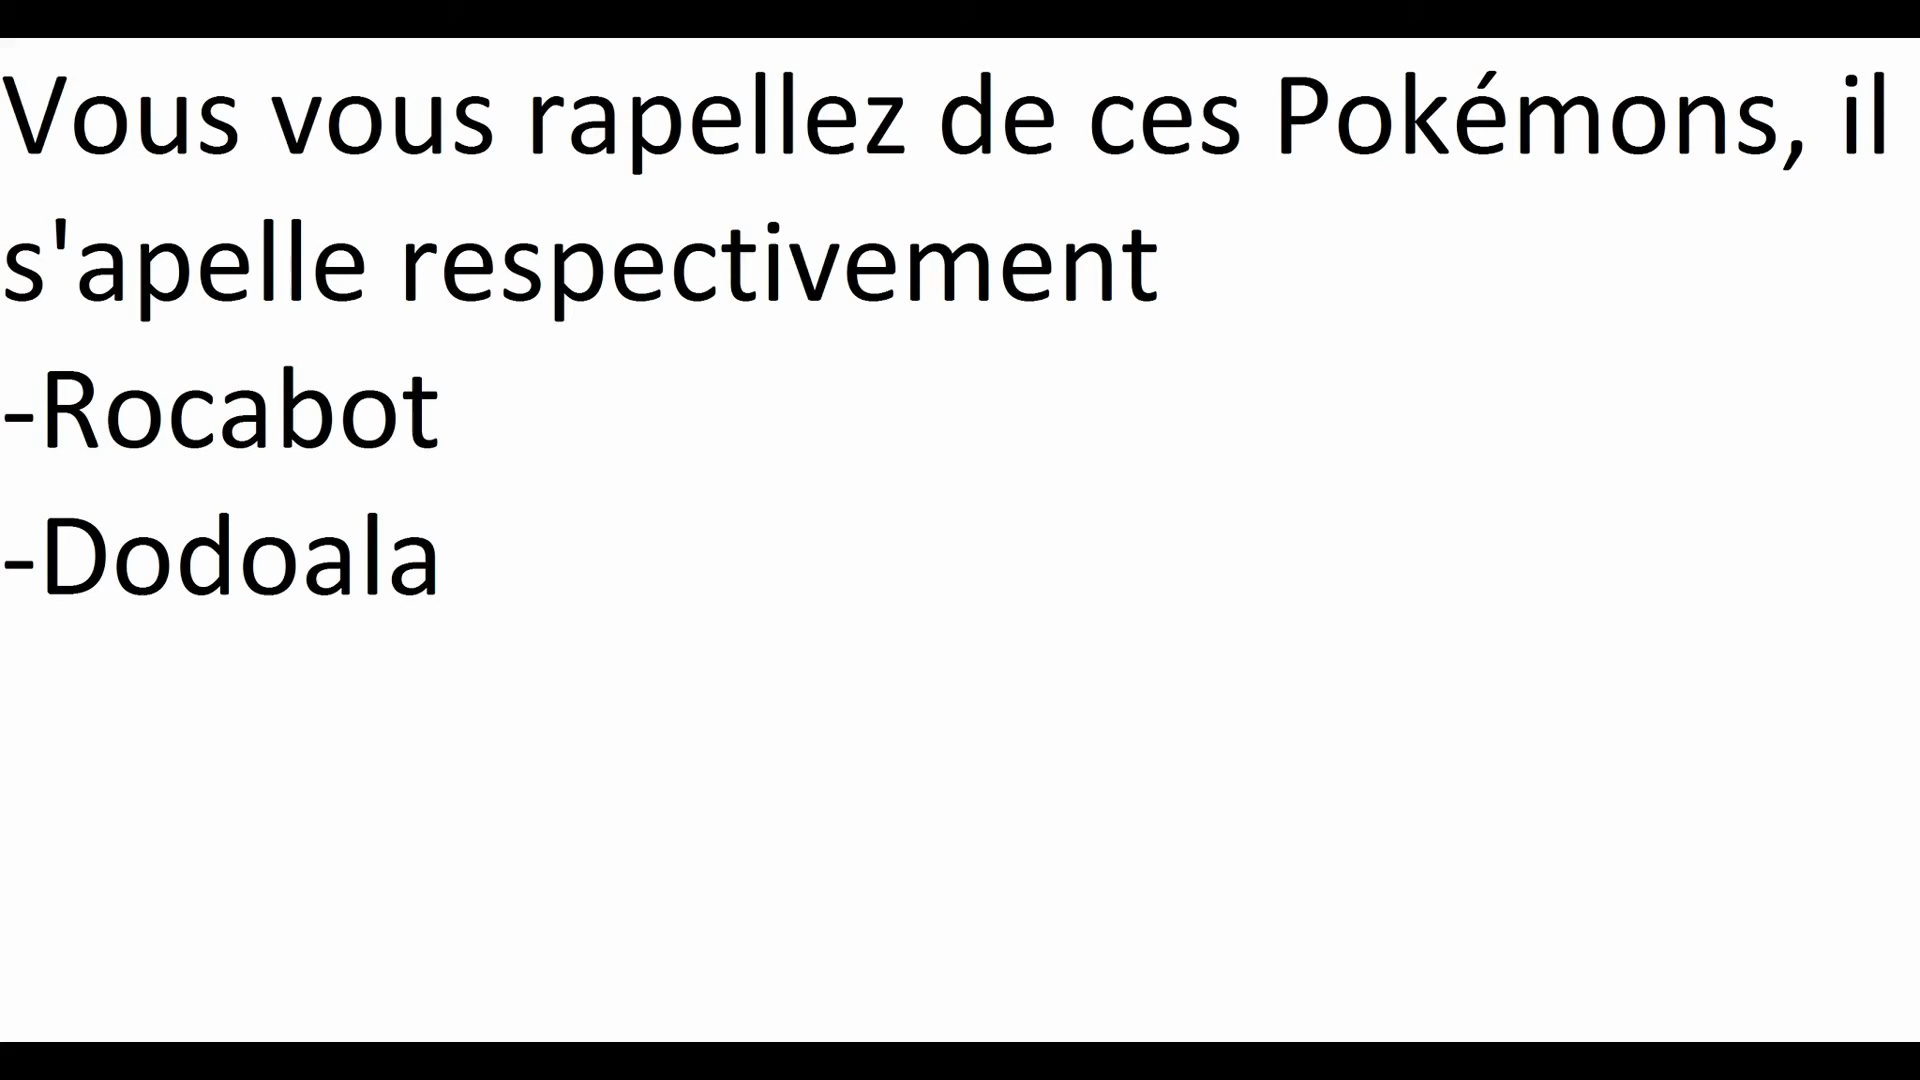 Vous vous rapellez de ces Pokémons, il
s'apelle respectivement
-Rocabot
-Dodoala